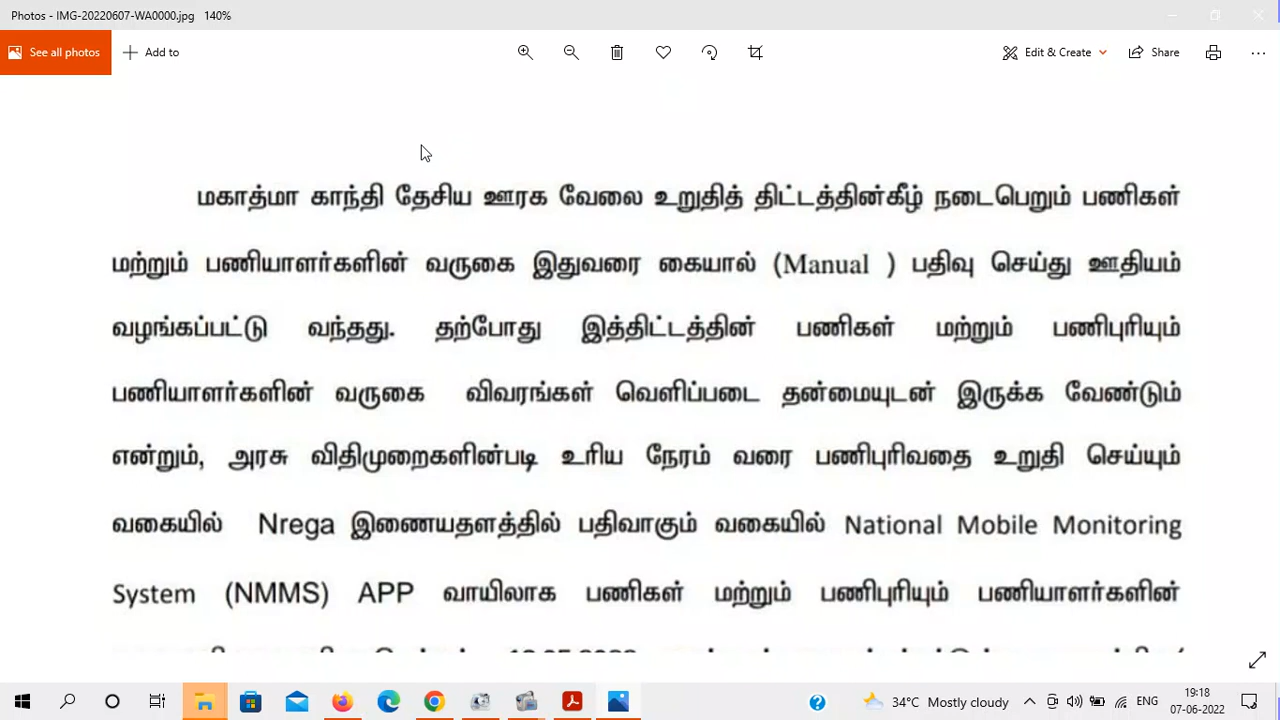 Photos - IMG-20220607-WA0000.jpg 140%
See all photos
Add to
Edit & Create
Share
மகாத்மா காந்தி தேசிய ஊரக வேலை உறுதித் திட்டத்தின்கீழ் நடைபெறும் பணிகள்
மற்றும் பணியாளர்களின் வருகை இதுவரை கையால் (Manual ) பதிவு செய்து ஊதியம்
வழங்கப்பட்டு வந்தது. தற்போது இத்திட்டத்தின் பணிகள் மற்றும் பணிபுரியும்
பணியாளர்களின் வருகை விவரங்கள் வெளிப்படை தன்மையுடன் இருக்க வேண்டும்
என்றும், அரசு விதிமுறைகளின்படி உரிய நேரம் வரை பணிபுரிவதை உறுதி செய்யும்
வகையில் Nrega இணையதளத்தில் பதிவாகும் வகையில் National Mobile Monitoring
System (NMMS) APP வாயிலாக பணிகள் மற்றும் பணிபுரியும் பணியாளர்களின்
34°C Mostly cloudy
ENG
19:18
07-06-2022